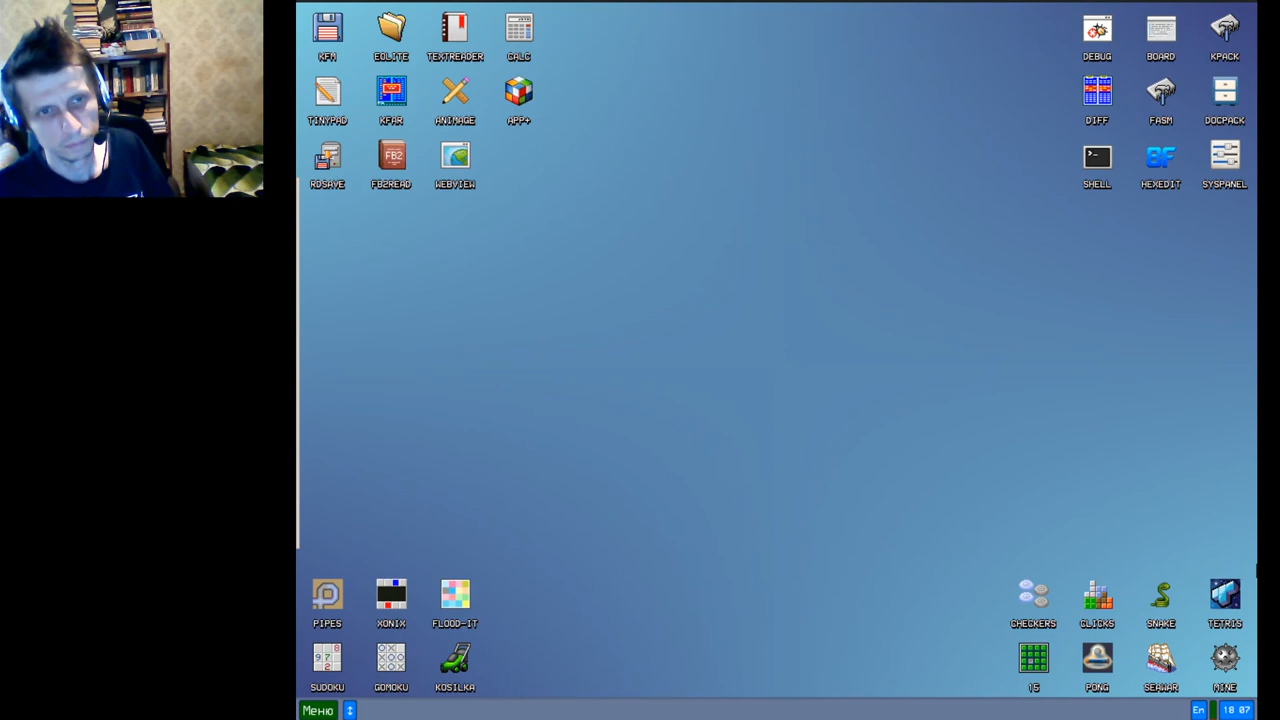 KFM EOLITE TEXTREADER CALC DEBUG BOARD KPACK
TINYPAD KFAR ANIMAGE APP+ DIFF FASM DOCPACK
RDSAVE FB2READ WEBVIEW SHELL HEXEDIT SYSPANEL
PIPES XONIX FLOOD-IT CHECKERS CLICKS SNAKE TETRIS
SUDOKU GOMOKU KOSILKA 15 PONG SEAWAR MINE
Меню En 18 07